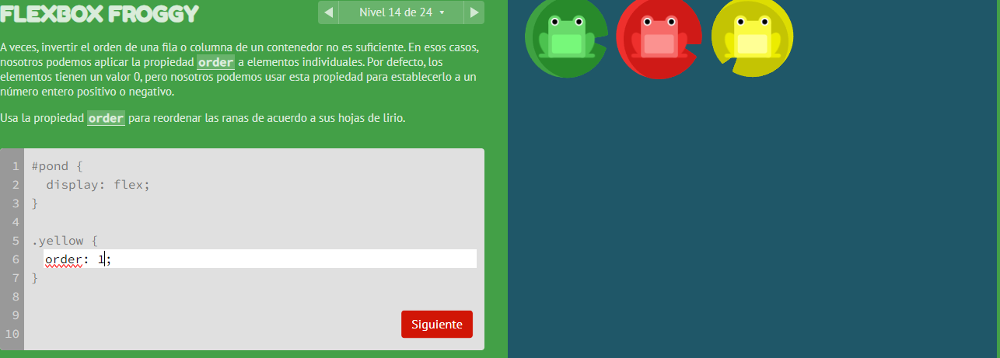 FLEXBOX FROGGY
Nivel 14 de 24
A veces, invertir el orden de una fila o columna de un contenedor no es suficiente. En esos casos,
nosotros podemos aplicar la propiedad order a elementos individuales. Por defecto, los
elementos tienen un valor 0, pero nosotros podemos usar esta propiedad para establecerlo a un
número entero positivo o negativo.
Usa la propiedad order para reordenar las ranas de acuerdo a sus hojas de lirio.
1 #pond {
2 display: flex;
3 }
4
5 .yellow {
6 order: 1;
7 }
8
9
10
Siguiente